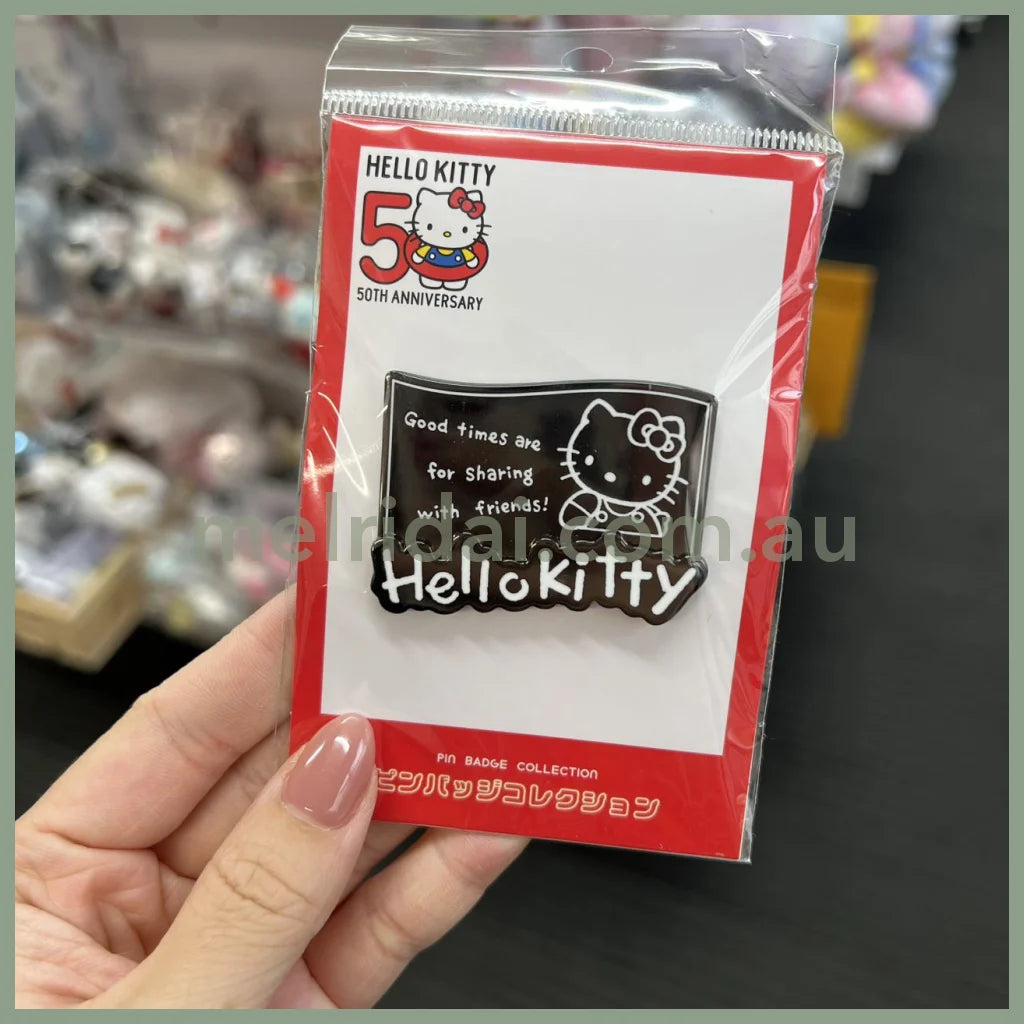 HELLO KITTY
50
50TH ANNIVERSARY
Good times are
for sharing
with friends!
melridai.com.au
Hello Kitty
PIN BADGE COLLECTION
ピンバッジコレクション